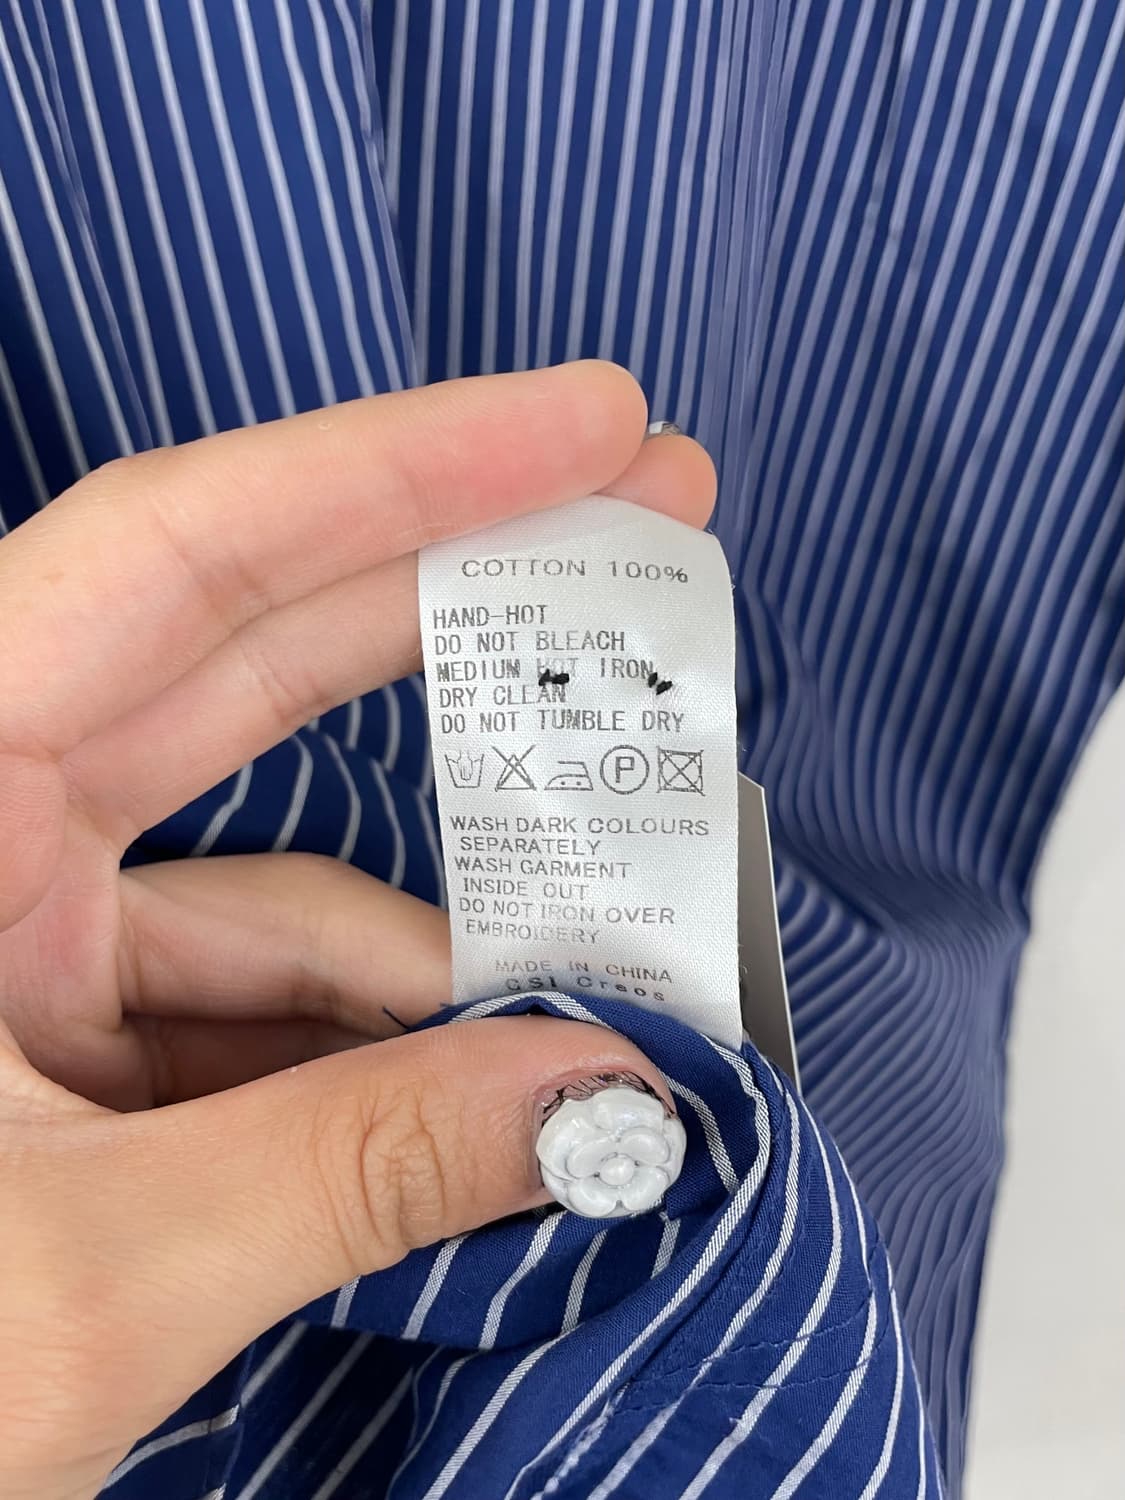 COTTON 100%
HAND-HOT
DO NOT BLEACH
MEDIUM HOT IRON
DRY CLEAN
DO NOT TUMBLE DRY
P
WASH DARK COLOURS
SEPARATELY
WASH GARMENT
INSIDE OUT
DO NOT IRON OVER
EMBROIDERY
MADE IN CHINA
GSI Creos